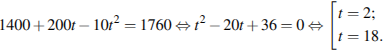 1400 + 200t − 10t² = 1760 ⇔ t² − 20t + 36 = 0 ⇔ [ t = 2;
t = 18.